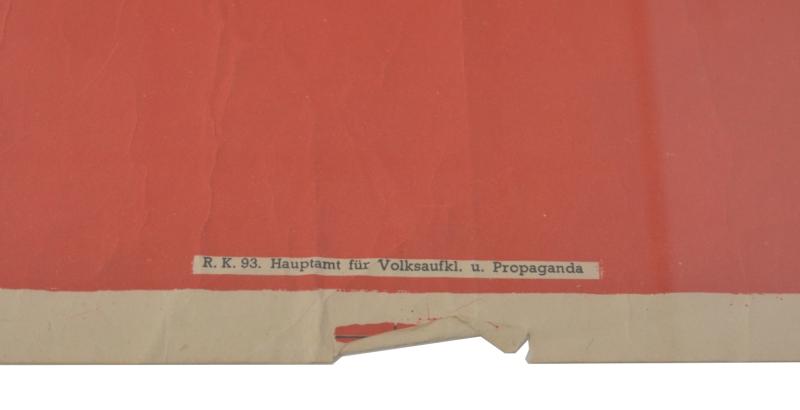 R. K. 93. Hauptamt für Volksaufkl. u. Propaganda